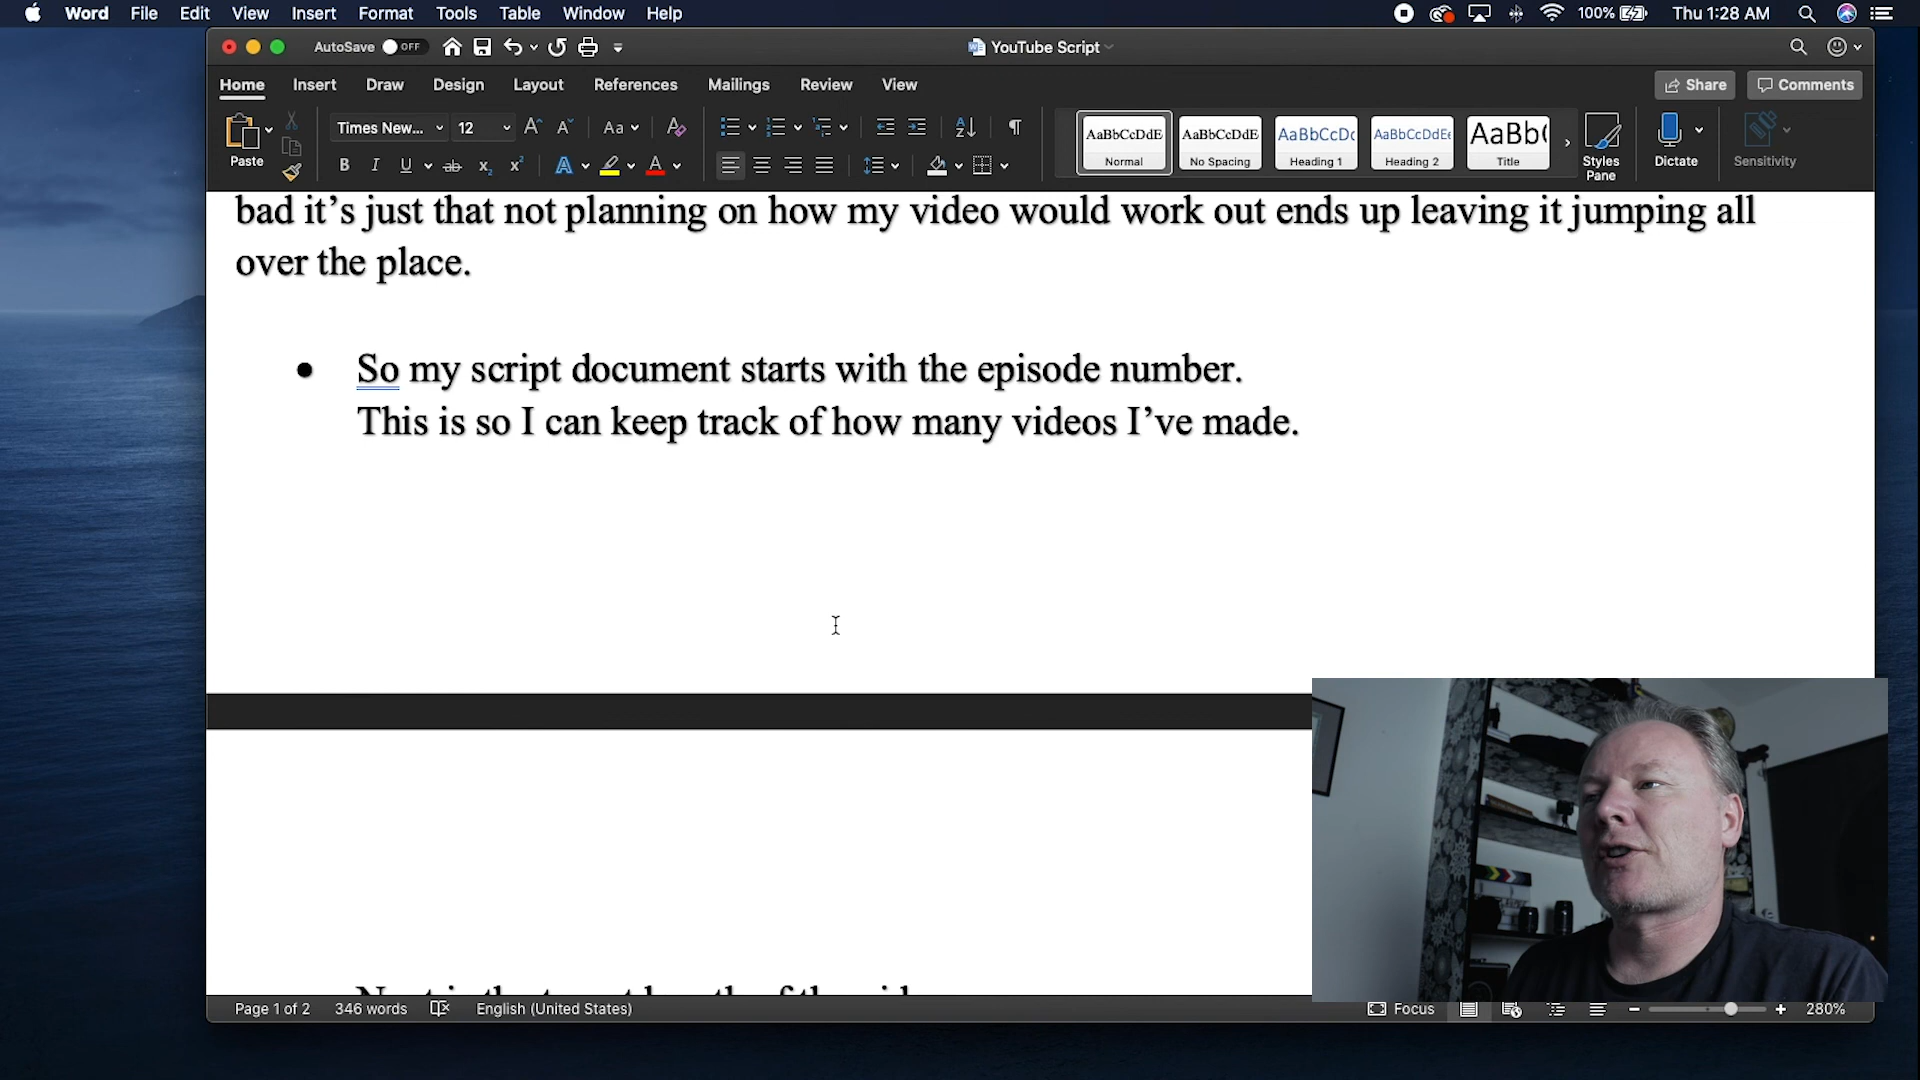 Word File Edit View Insert Format Tools Table Window Help 100% Thu 1:28 AM
AutoSave OFF YouTube Script
Home Insert Draw Design Layout References Mailings Review View Share Comments
Times New... 12 Aa AaBbCcDdE AaBbCcDdE AaBbCcDc AaBbCcDdEe AaBb(
Paste B I U ab X₂ X² A A Normal No Spacing Heading 1 Heading 2 Title Styles Pane Dictate Sensitivity
bad it’s just that not planning on how my video would work out ends up leaving it jumping all
over the place.
• So my script document starts with the episode number.
This is so I can keep track of how many videos I’ve made.
Page 1 of 2 346 words English (United States) Focus 280%